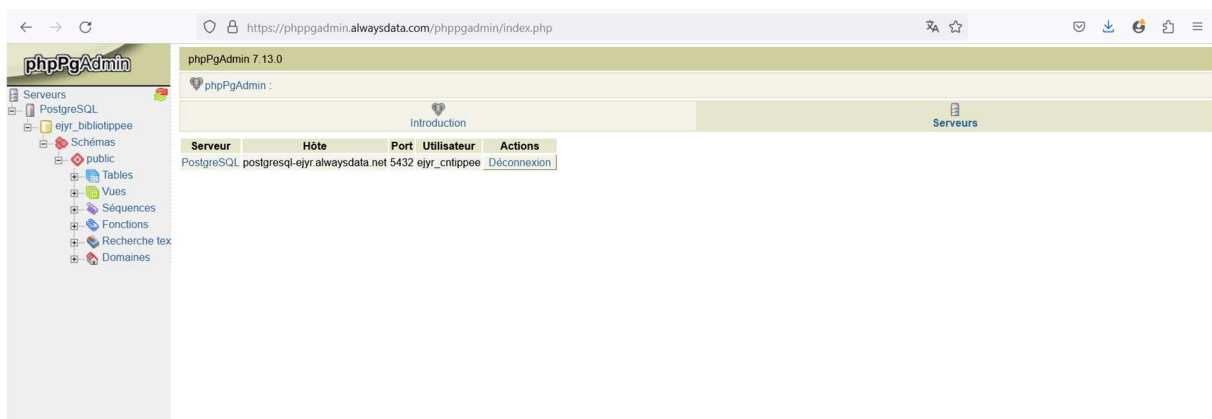 https://phppgadmin.alwaysdata.com/phppgadmin/index.php
phpPgAdmin
Serveurs
PostgreSQL
ejyr_bibliotippee
Schémas
public
Tables
Vues
Séquences
Fonctions
Recherche tex
Domaines
phpPgAdmin 7.13.0
phpPgAdmin :
Introduction Serveurs
Serveur Hôte Port Utilisateur Actions
PostgreSQL postgresql-ejyr.alwaysdata.net 5432 ejyr_cntippee Déconnexion